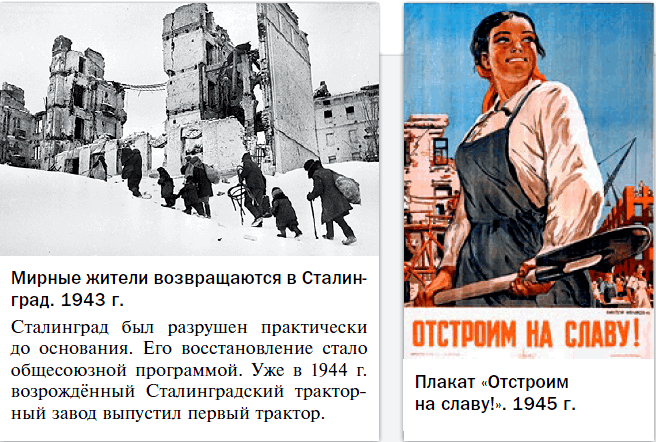 Мирные жители возвращаются в Сталин-
град. 1943 г.
Сталинград был разрушен практически
до основания. Его восстановление стало
общесоюзной программой. Уже в 1944 г.
возрождённый Сталинградский трактор-
ный завод выпустил первый трактор.
ОТСТРОИМ НА СЛАВУ!
Плакат «Отстроим
на славу!». 1945 г.